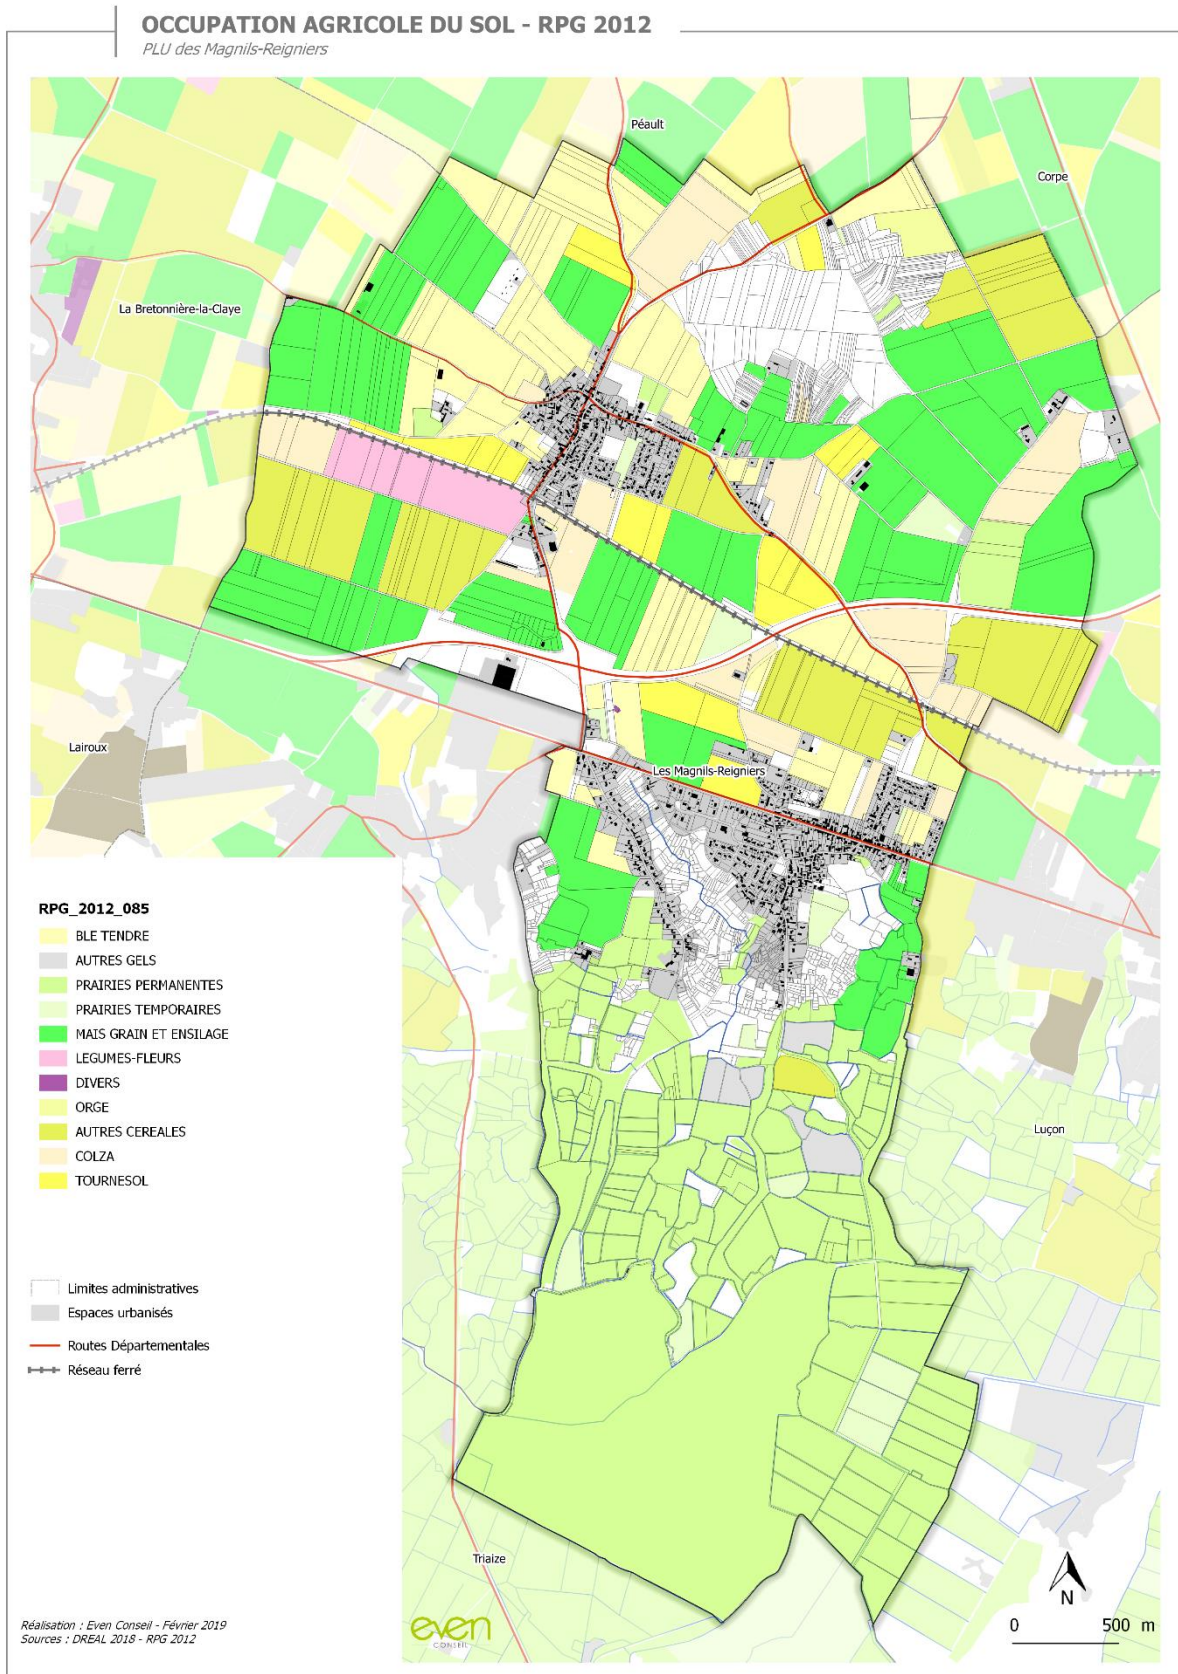 OCCUPATION AGRICOLE DU SOL - RPG 2012
PLU des Magnils-Reigniers
Péault
Corpe
La Bretonnière-la-Claye
Lairoux
Les Magnils-Reigniers
RPG_2012_085
BLE TENDRE
AUTRES GELS
PRAIRIES PERMANENTES
PRAIRIES TEMPORAIRES
MAIS GRAIN ET ENSILAGE
LEGUMES-FLEURS
DIVERS
ORGE
AUTRES CEREALES
COLZA
TOURNESOL
Luçon
Limites administratives
Espaces urbanisés
Routes Départementales
Réseau ferré
Triaize
N
0 500 m
Réalisation : Even Conseil - Février 2019
Sources : DREAL 2018 - RPG 2012
even
CONSEIL